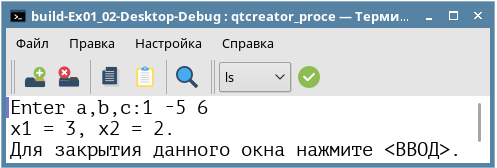 build-Ex01_02-Desktop-Debug : qtcreator_proce — Терми...
Файл Правка Настройка Справка
ls
Enter a,b,c:1 -5 6
x1 = 3, x2 = 2.
Для закрытия данного окна нажмите <ВВОД>.